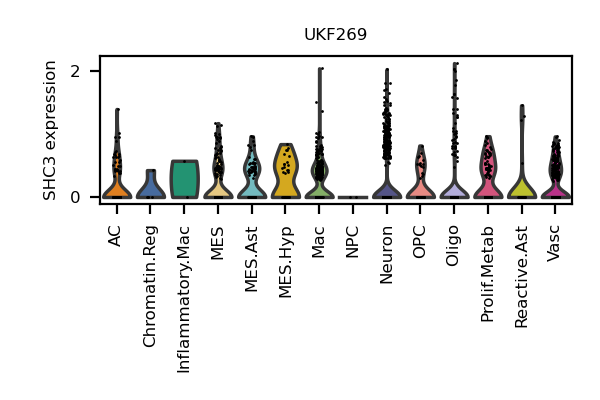 UKF269
SHC3 expression
2
0
AC
Chromatin.Reg
Inflammatory.Mac
MES
MES.Ast
MES.Hyp
Mac
NPC
Neuron
OPC
Oligo
Prolif.Metab
Reactive.Ast
Vasc